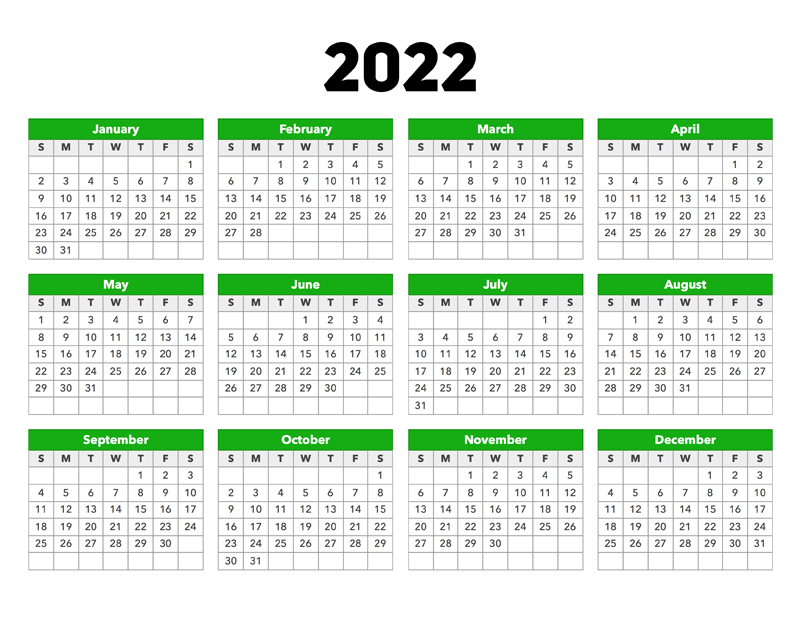 2022
January
S M T W T F S
1
2 3 4 5 6 7 8
9 10 11 12 13 14 15
16 17 18 19 20 21 22
23 24 25 26 27 28 29
30 31
February
S M T W T F S
1 2 3 4 5
6 7 8 9 10 11 12
13 14 15 16 17 18 19
20 21 22 23 24 25 26
27 28
March
S M T W T F S
1 2 3 4 5
6 7 8 9 10 11 12
13 14 15 16 17 18 19
20 21 22 23 24 25 26
27 28 29 30 31
April
S M T W T F S
1 2
3 4 5 6 7 8 9
10 11 12 13 14 15 16
17 18 19 20 21 22 23
24 25 26 27 28 29 30
May
S M T W T F S
1 2 3 4 5 6 7
8 9 10 11 12 13 14
15 16 17 18 19 20 21
22 23 24 25 26 27 28
29 30 31
June
S M T W T F S
1 2 3 4
5 6 7 8 9 10 11
12 13 14 15 16 17 18
19 20 21 22 23 24 25
26 27 28 29 30
July
S M T W T F S
1 2
3 4 5 6 7 8 9
10 11 12 13 14 15 16
17 18 19 20 21 22 23
24 25 26 27 28 29 30
31
August
S M T W T F S
1 2 3 4 5 6
7 8 9 10 11 12 13
14 15 16 17 18 19 20
21 22 23 24 25 26 27
28 29 30 31
September
S M T W T F S
1 2 3
4 5 6 7 8 9 10
11 12 13 14 15 16 17
18 19 20 21 22 23 24
25 26 27 28 29 30
October
S M T W T F S
1
2 3 4 5 6 7 8
9 10 11 12 13 14 15
16 17 18 19 20 21 22
23 24 25 26 27 28 29
30 31
November
S M T W T F S
1 2 3 4 5
6 7 8 9 10 11 12
13 14 15 16 17 18 19
20 21 22 23 24 25 26
27 28 29 30
December
S M T W T F S
1 2 3
4 5 6 7 8 9 10
11 12 13 14 15 16 17
18 19 20 21 22 23 24
25 26 27 28 29 30 31